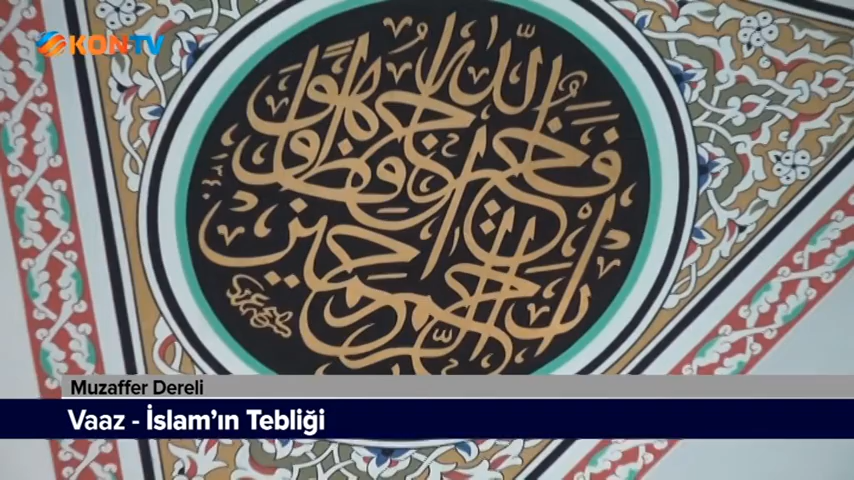 KONTV
فالله خير حافظا وهو ارحم الراحمين
Muzaffer Dereli
Vaaz - İslam’ın Tebliği